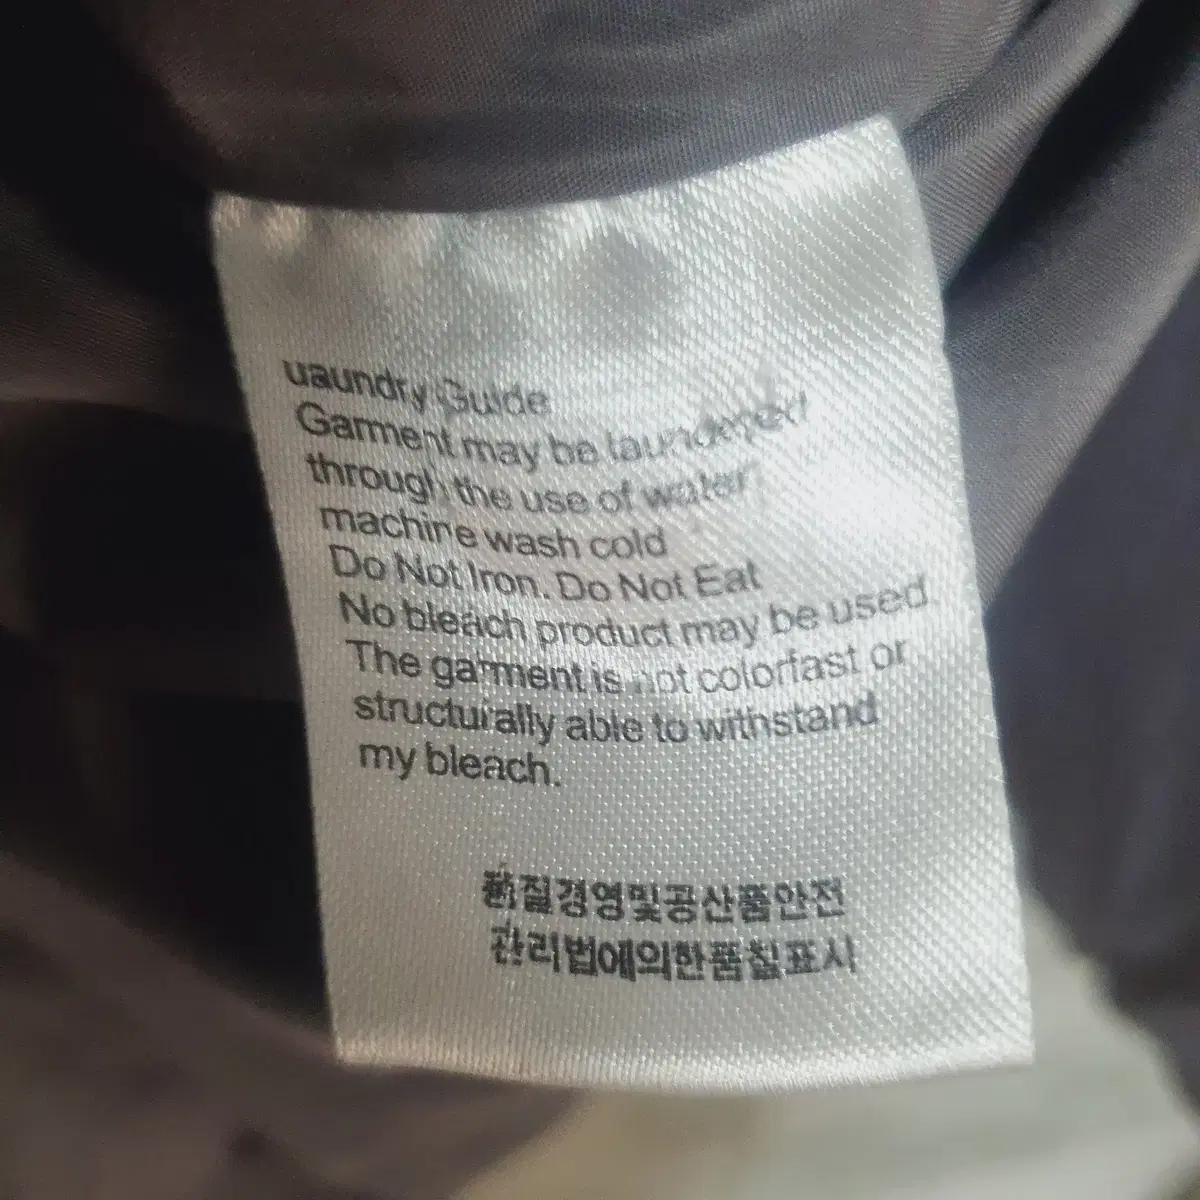 uaundry Guide
Garment may be laundered
through the use of water
machine wash cold
Do Not Iron. Do Not Eat
No bleach product may be used.
The garment is not colorfast or
structurally able to withstand
my bleach.
품질경영및공산품안전
관리법에의한품질표시